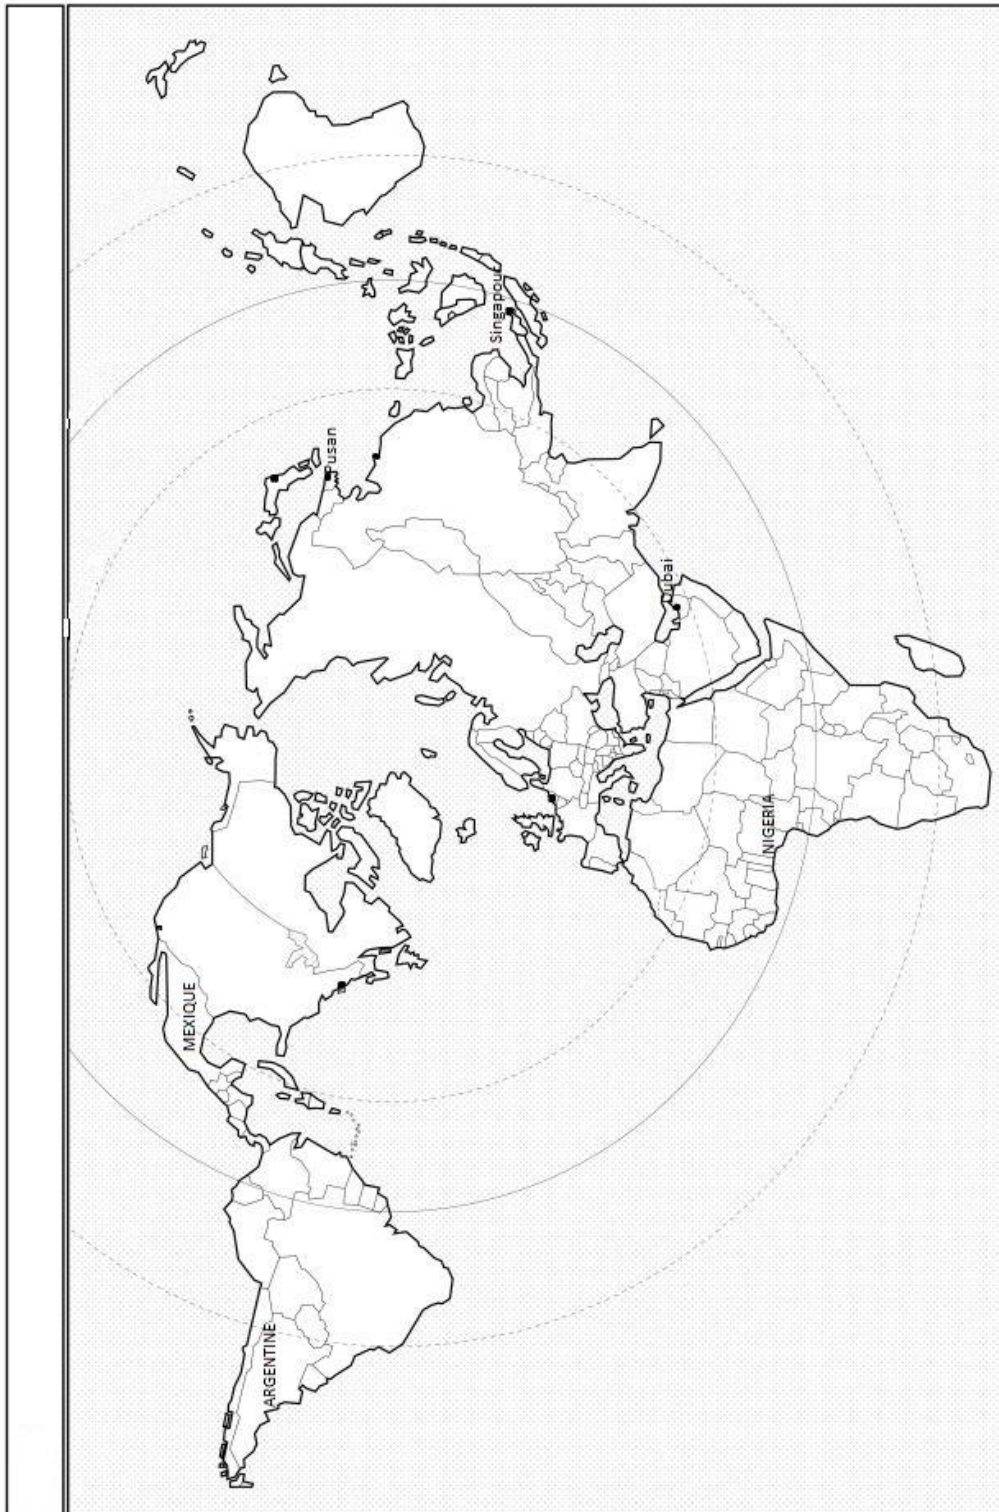 Pusan
Singapour
Dubai
MEXIQUE
NIGERIA
ARGENTINE